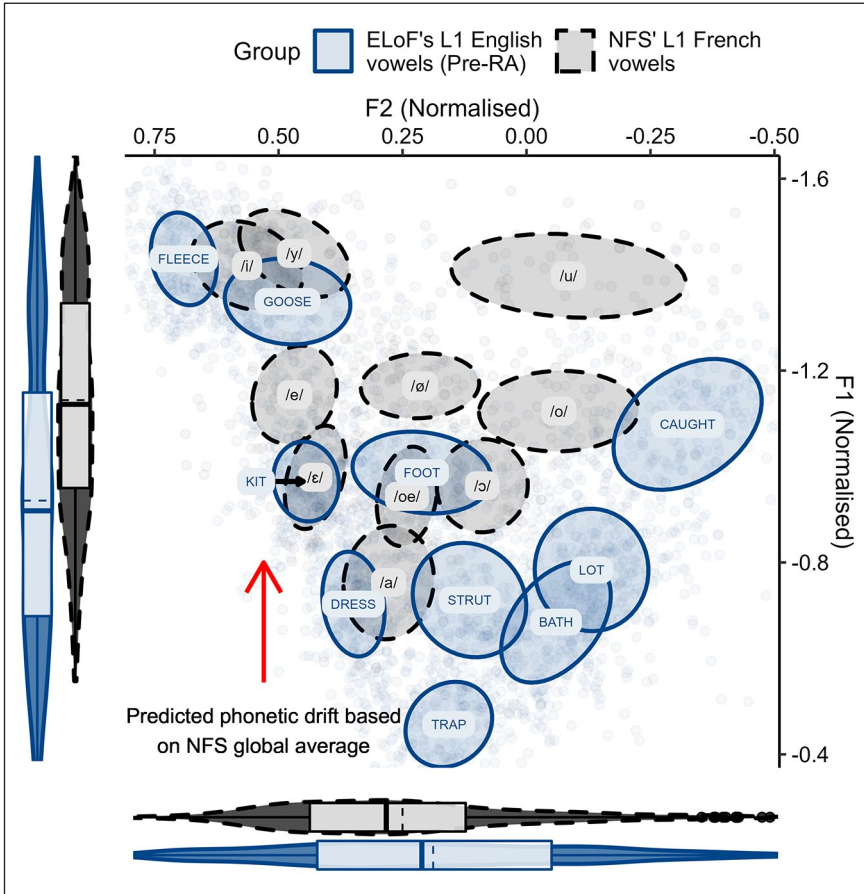 Group
ELoF's L1 English
vowels (Pre-RA)
NFS' L1 French
vowels
F2 (Normalised)
0.75 0.50 0.25 0.00 -0.25 -0.50
-1.6
-1.2
-0.8
-0.4
F1 (Normalised)
FLEECE
/i/
/y/
GOOSE
/u/
/e/
/ø/
/o/
CAUGHT
KIT
/ɛ/
FOOT
/oe/
/ɔ/
DRESS
/a/
STRUT
LOT
BATH
TRAP
Predicted phonetic drift based
on NFS global average